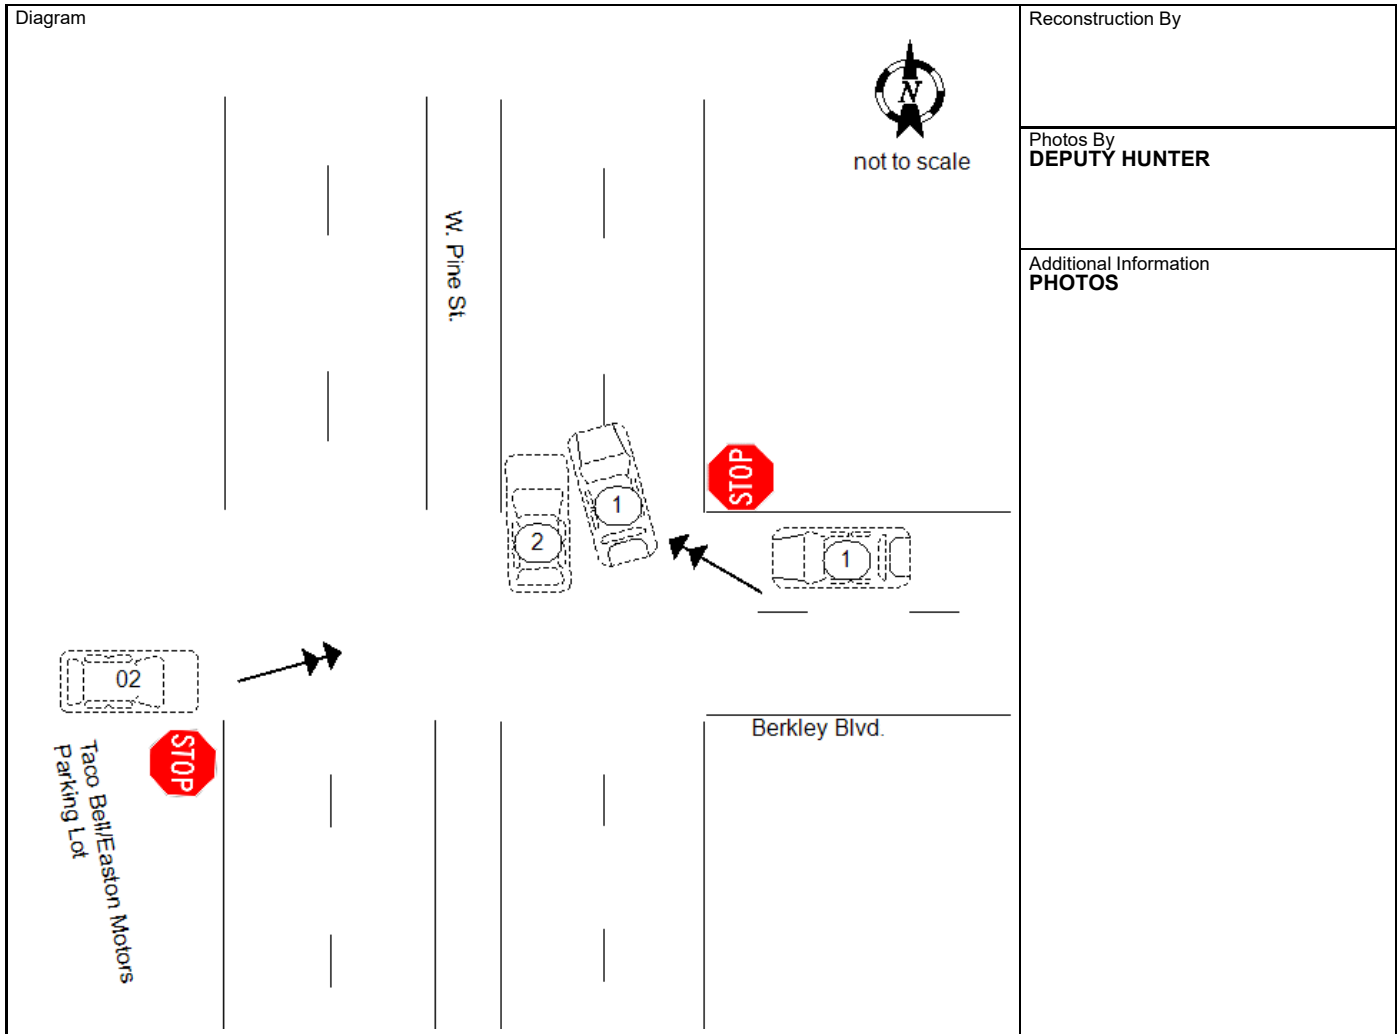 Diagram
Reconstruction By
Photos By
DEPUTY HUNTER
Additional Information
PHOTOS
N
not to scale
W. Pine St.
STOP
1
2
1
02
STOP
Berkley Blvd.
Taco Bell/Easton Motors
Parking Lot